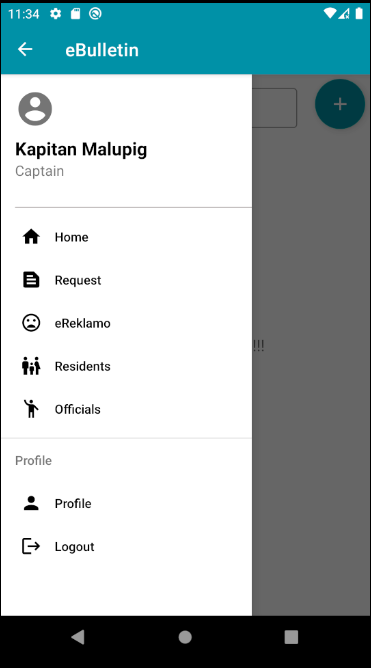 11:34
eBulletin
Kapitan Malupig
Captain
Home
Request
eReklamo
!!!
Residents
Officials
Profile
Profile
Logout